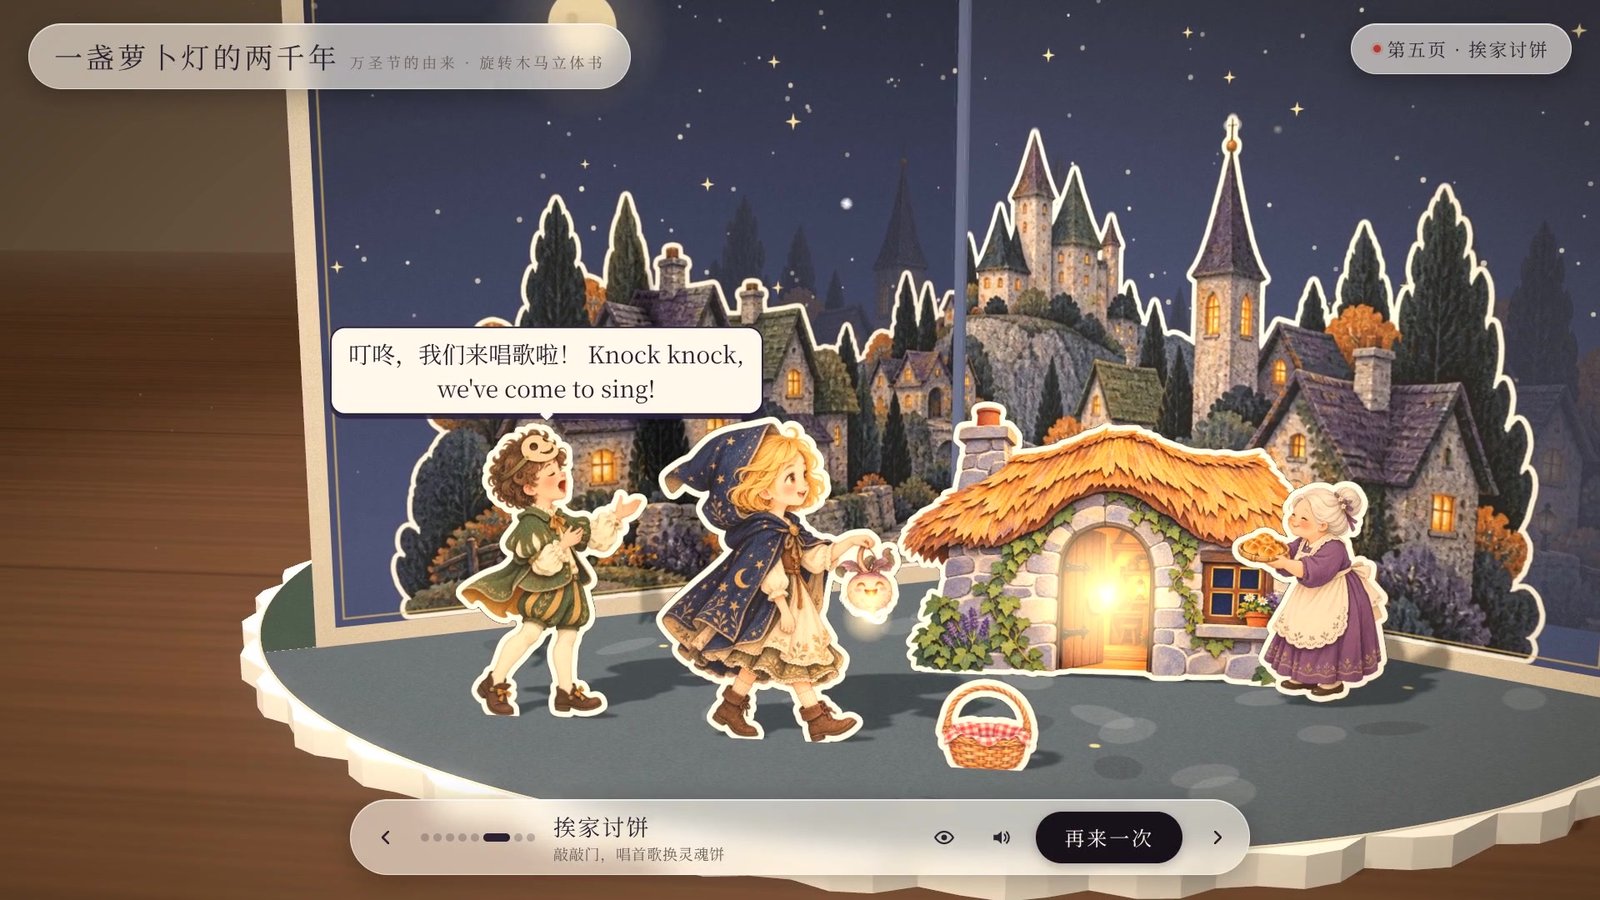 一盏萝卜灯的两千年 万圣节的由来 · 旋转木马立体书
第五页 · 挨家讨饼
叮咚，我们来唱歌啦！ Knock knock,
we've come to sing!
挨家讨饼
敲敲门，唱首歌换灵魂饼
再来一次